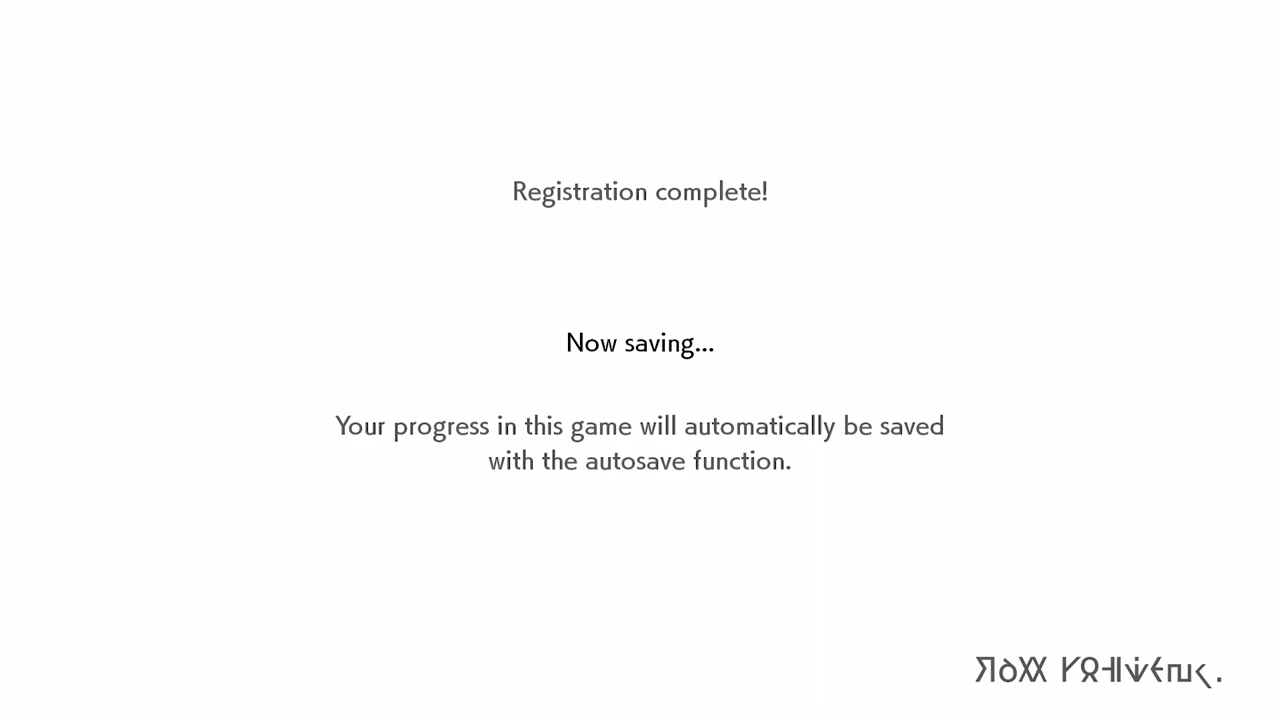 Registration complete!
Now saving...
Your progress in this game will automatically be saved
with the autosave function.